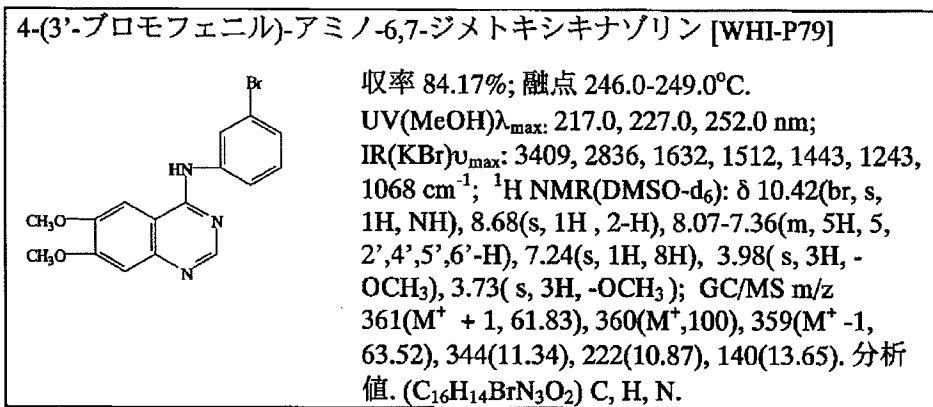 4-(3'-ブロモフェニル)-アミノ-6,7-ジメトキシキナゾリン [WHI-P79]
Br
HN
CH₃O
CH₃O
N
N
収率 84.17%; 融点 246.0-249.0°C.
UV(MeOH)λmax: 217.0, 227.0, 252.0 nm;
IR(KBr)υmax: 3409, 2836, 1632, 1512, 1443, 1243,
1068 cm⁻¹; ¹H NMR(DMSO-d₆): δ 10.42(br, s,
1H, NH), 8.68(s, 1H , 2-H), 8.07-7.36(m, 5H, 5,
2',4',5',6'-H), 7.24(s, 1H, 8H), 3.98( s, 3H, -
OCH₃), 3.73( s, 3H, -OCH₃ ); GC/MS m/z
361(M⁺ + 1, 61.83), 360(M⁺,100), 359(M⁺ -1,
63.52), 344(11.34), 222(10.87), 140(13.65). 分析
値. (C₁₆H₁₄BrN₃O₂) C, H, N.